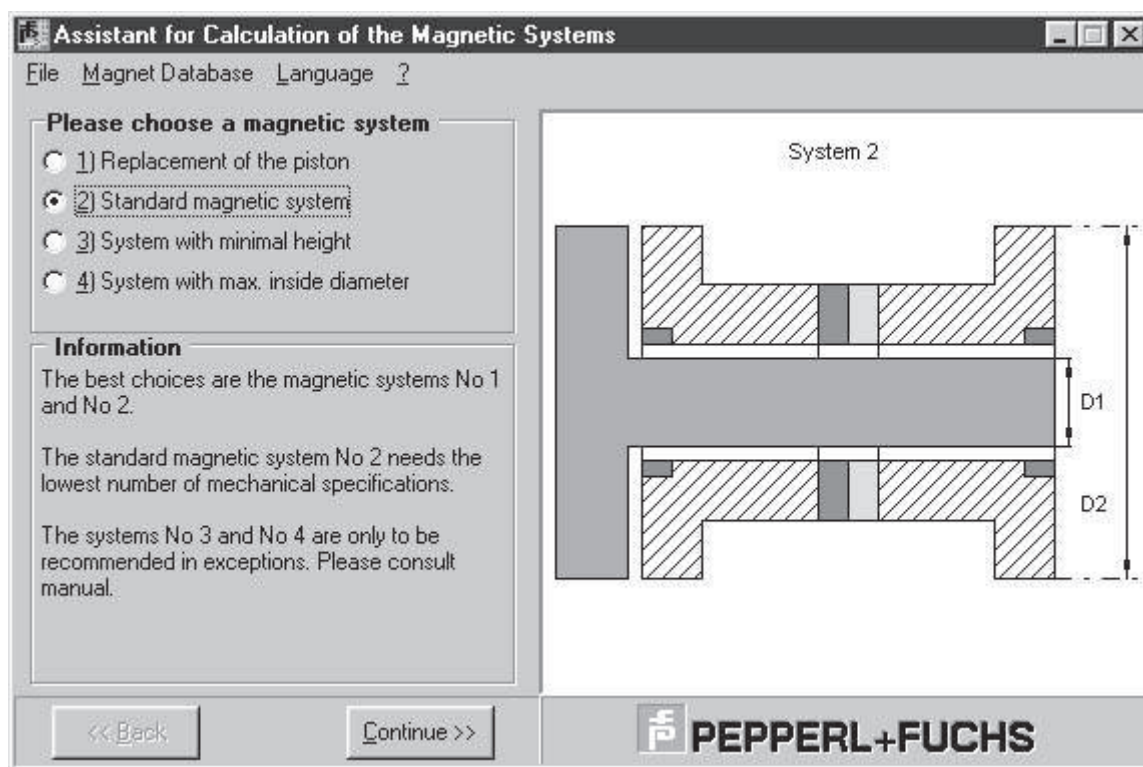 Assistant for Calculation of the Magnetic Systems
File Magnet Database Language ?
Please choose a magnetic system
1) Replacement of the piston
2) Standard magnetic system
3) System with minimal height
4) System with max. inside diameter
Information
The best choices are the magnetic systems No 1
and No 2.
The standard magnetic system No 2 needs the
lowest number of mechanical specifications.
The systems No 3 and No 4 are only to be
recommended in exceptions. Please consult
manual.
System 2
D1
D2
<< Back
Continue >>
PEPPERL+FUCHS